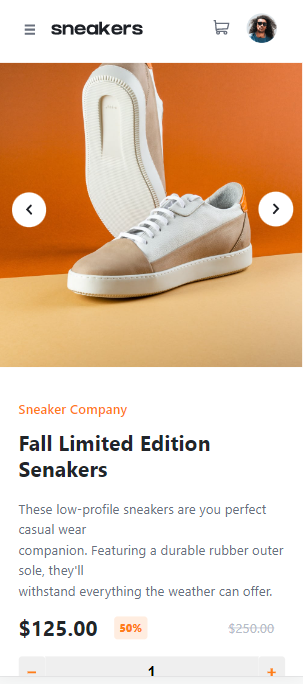 sneakers
Sneaker Company
Fall Limited Edition
Senakers
These low-profile sneakers are you perfect
casual wear
companion. Featuring a durable rubber outer
sole, they'll
withstand everything the weather can offer.
$125.00 50% $250.00
− 1 +